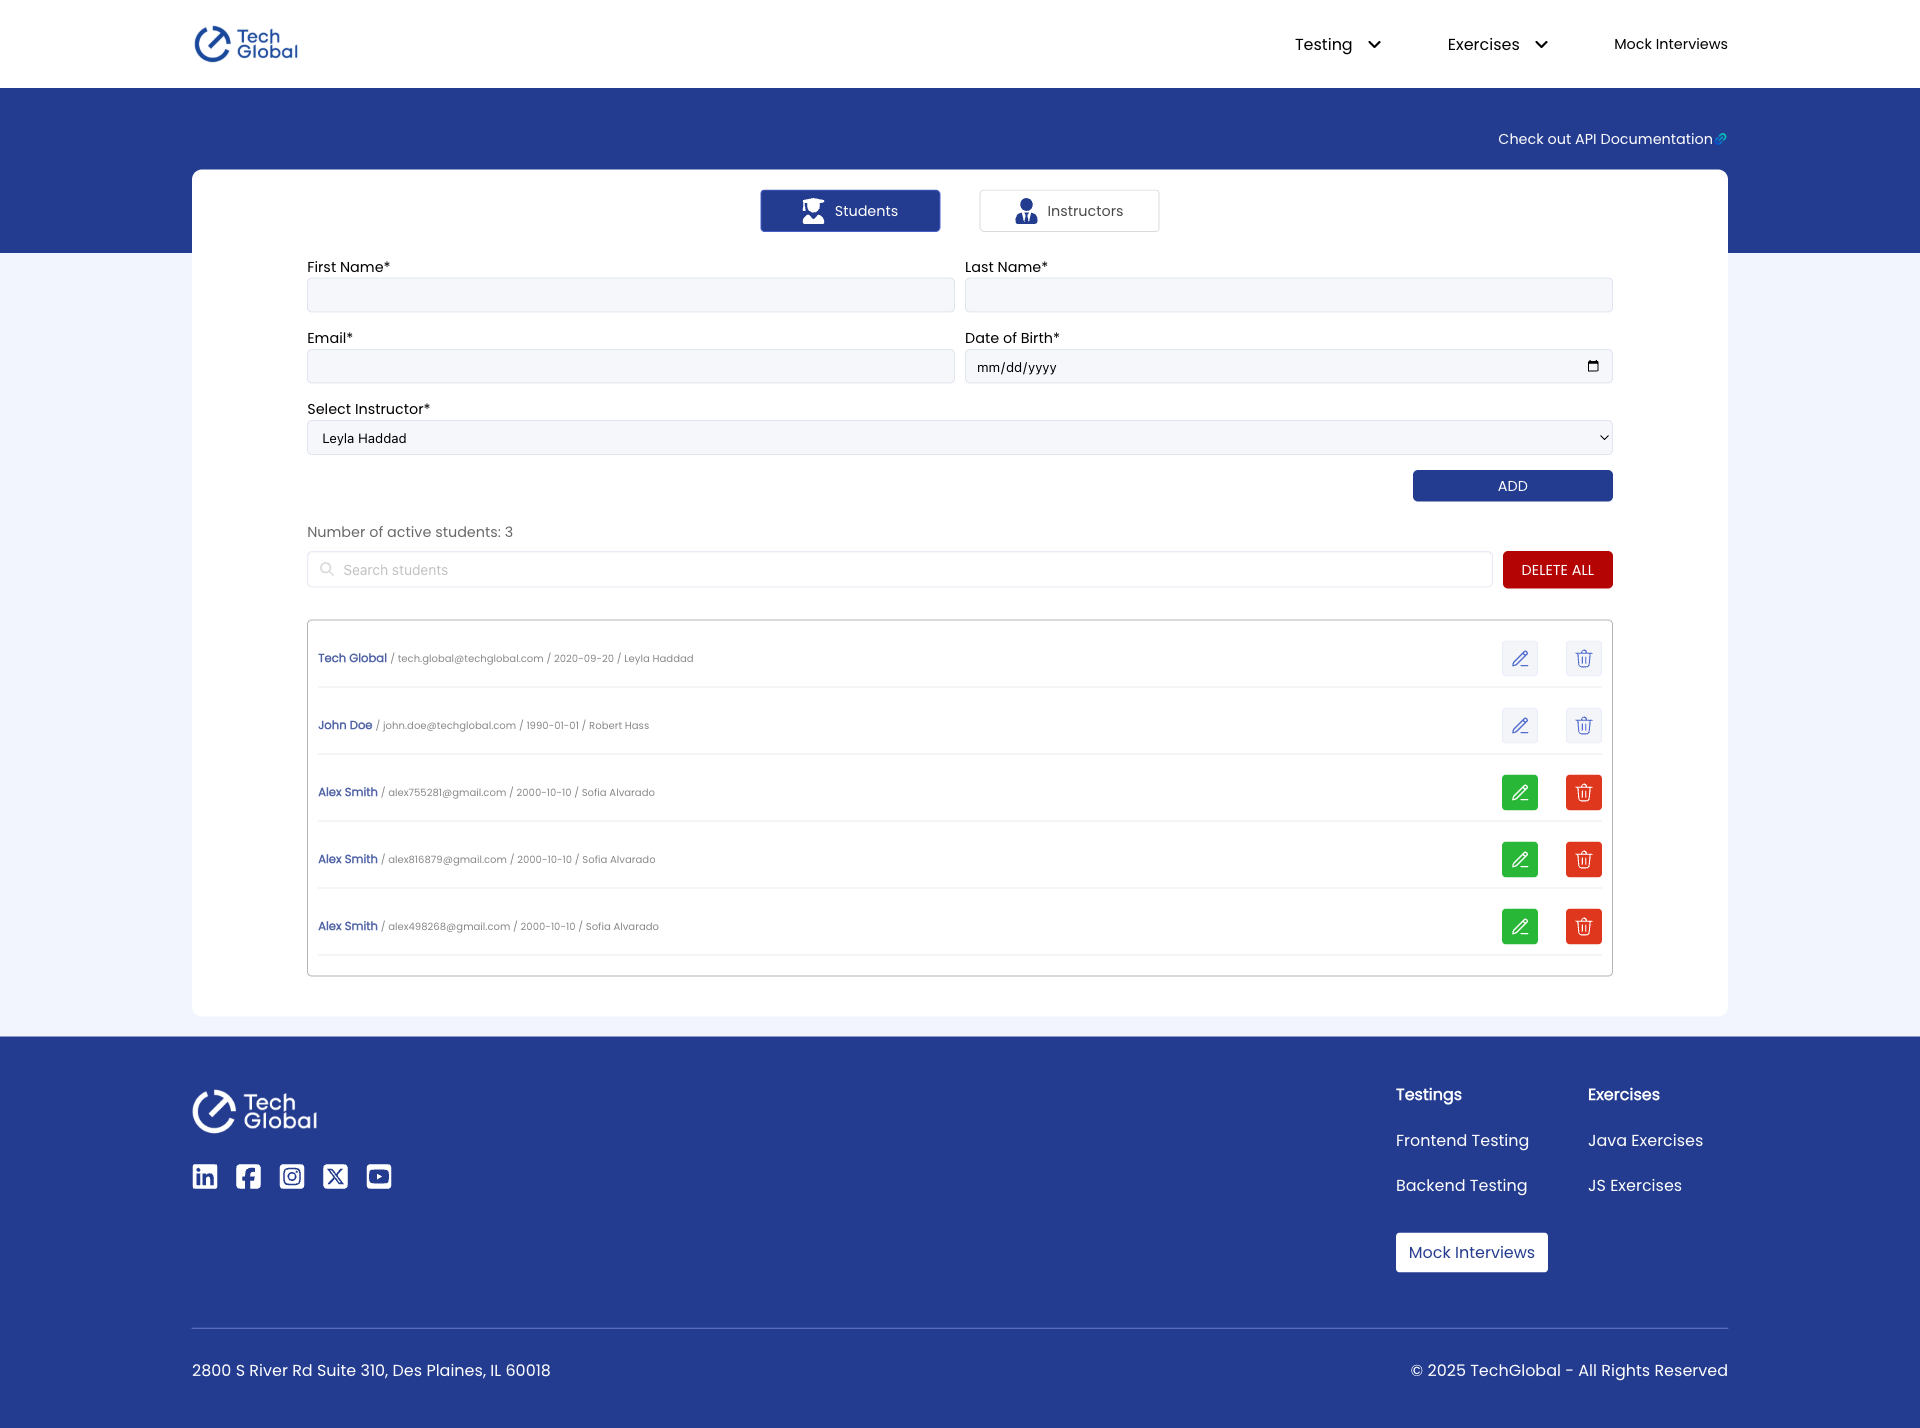 Tech
Global
Testing
Exercises
Mock Interviews
Check out API Documentation
Students
Instructors
First Name*
Last Name*
Email*
Date of Birth*
mm/dd/yyyy
Select Instructor*
Leyla Haddad
ADD
Number of active students: 3
Search students
DELETE ALL
Tech Global / tech.global@techglobal.com / 2020-09-20 / Leyla Haddad
John Doe / john.doe@techglobal.com / 1990-01-01 / Robert Hass
Alex Smith / alex755281@gmail.com / 2000-10-10 / Sofia Alvarado
Alex Smith / alex816879@gmail.com / 2000-10-10 / Sofia Alvarado
Alex Smith / alex498268@gmail.com / 2000-10-10 / Sofia Alvarado
Tech
Global
Testings
Exercises
Frontend Testing
Java Exercises
Backend Testing
JS Exercises
Mock Interviews
2800 S River Rd Suite 310, Des Plaines, IL 60018
© 2025 TechGlobal - All Rights Reserved